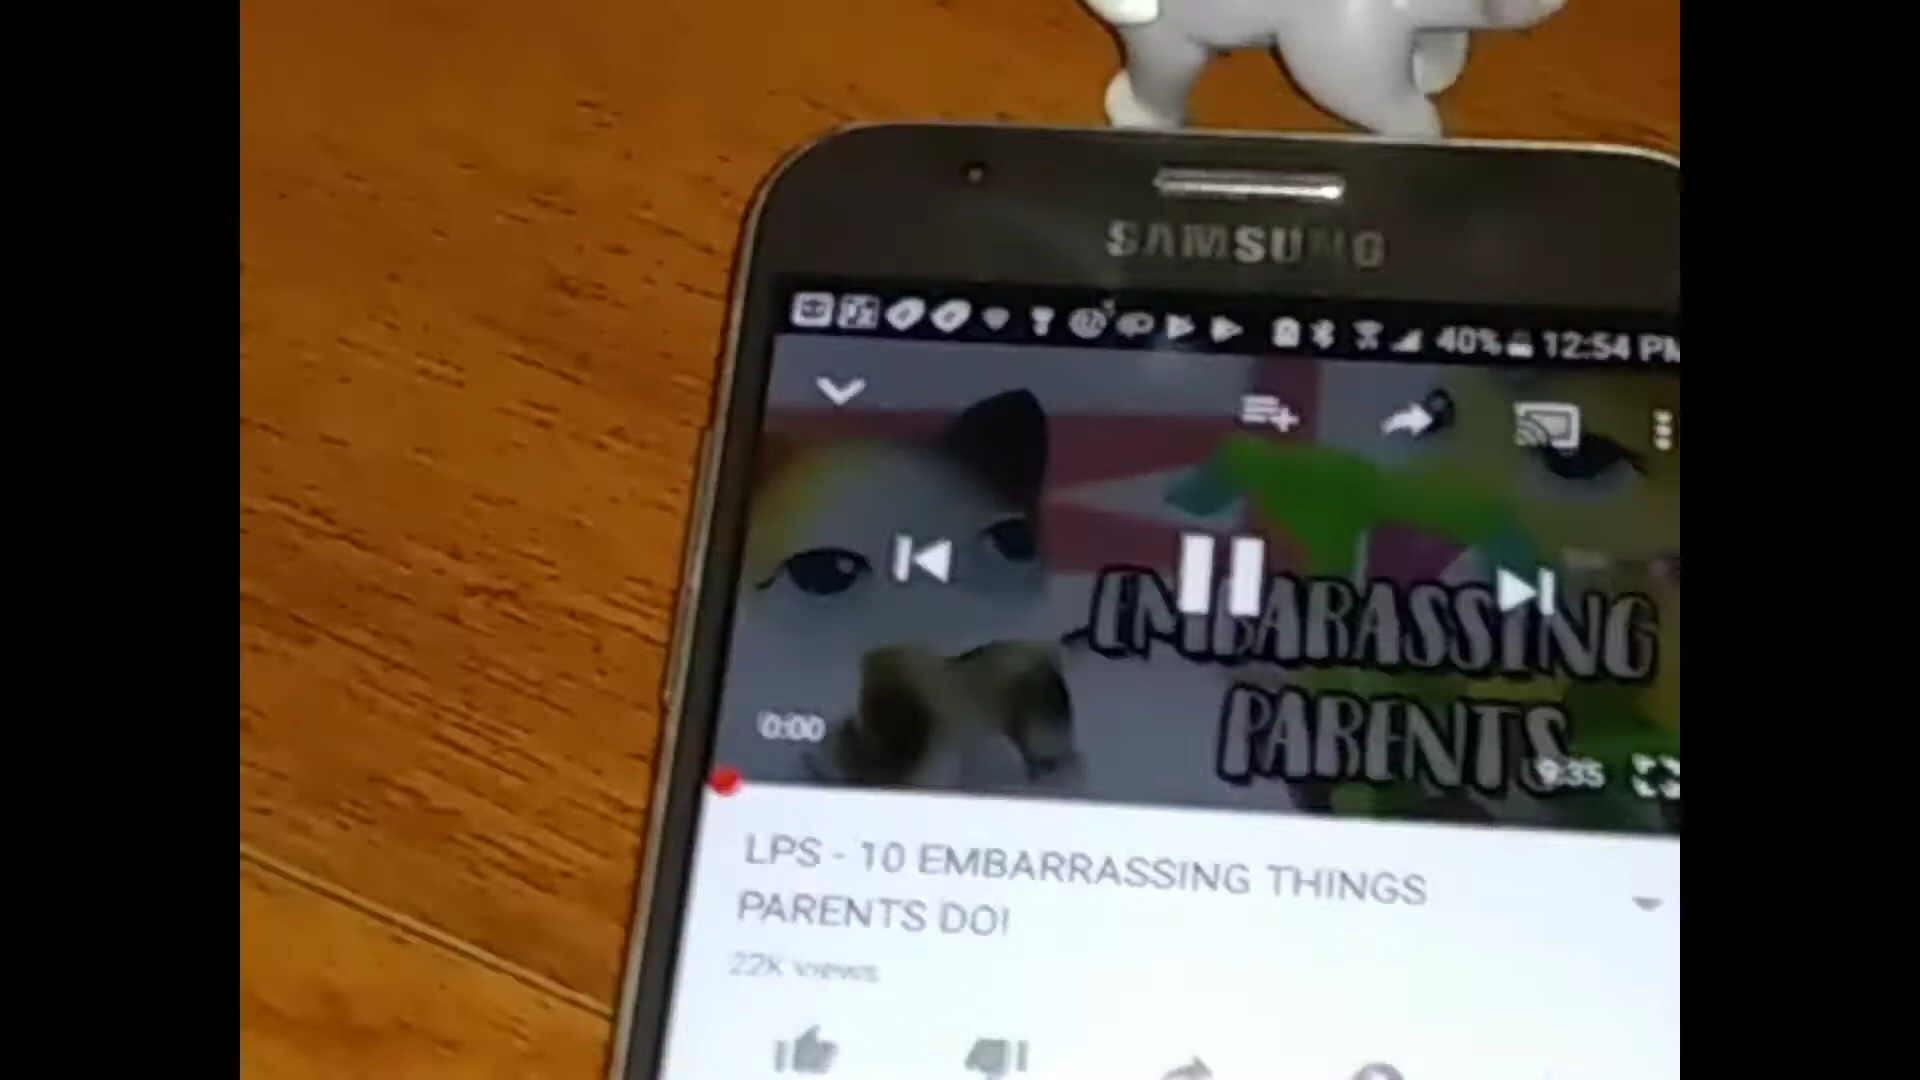 SAMSUNG
40% 12:54 PM
EMBARASSING
PARENTS
0:00
9:35
LPS - 10 EMBARRASSING THINGS
PARENTS DO!
22K views